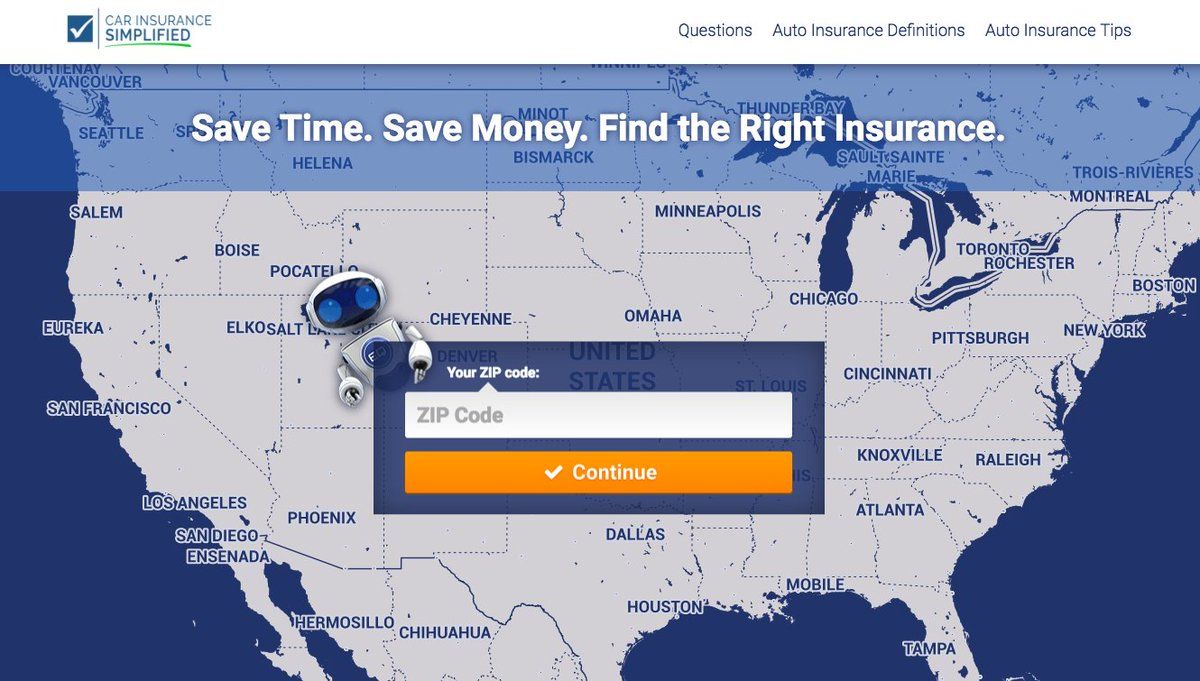 CAR INSURANCE
SIMPLIFIED
Questions Auto Insurance Definitions Auto Insurance Tips
COURTENAY
VANCOUVER
SEATTLE
MINOT
THUNDER BAY
Save Time. Save Money. Find the Right Insurance.
HELENA
BISMARCK
SAULT SAINTE
MARIE
TROIS-RIVIÈRES
MONTREAL
SALEM
MINNEAPOLIS
BOISE
TORONTO
ROCHESTER
POCATELLO
BOSTON
CHICAGO
EUREKA
ELKO
SALT LAKE CITY
CHEYENNE
OMAHA
PITTSBURGH
NEW YORK
DENVER
UNITED
STATES
Your ZIP code:
CINCINNATI
ST. LOUIS
SAN FRANCISCO
ZIP Code
KNOXVILLE
RALEIGH
Continue
LOS ANGELES
PHOENIX
ATLANTA
SAN DIEGO
ENSENADA
DALLAS
MOBILE
HOUSTON
HERMOSILLO
CHIHUAHUA
TAMPA